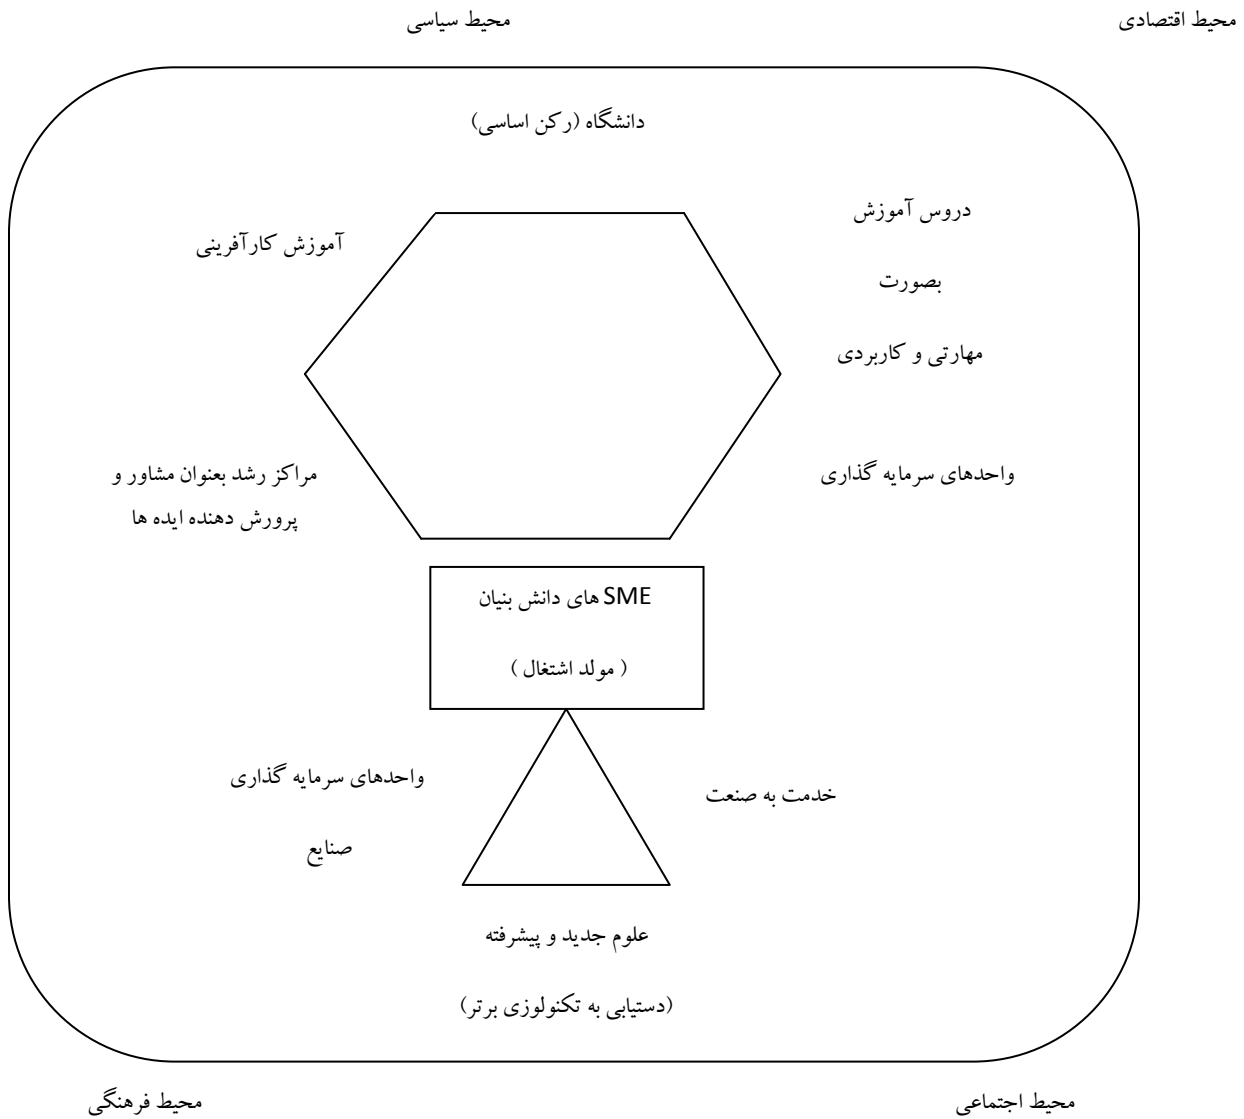 محیط اقتصادی
محیط سیاسی
دانشگاه (رکن اساسی)
دروس آموزش
بصورت
مهارتی و کاربردی
آموزش کارآفرینی
واحدهای سرمایه گذاری
مراکز رشد بعنوان مشاور و
پرورش دهنده ایده ها
SME های دانش بنیان
( مولد اشتغال )
خدمت به صنعت
واحدهای سرمایه گذاری
صنایع
علوم جدید و پیشرفته
(دستیابی به تکنولوزی برتر)
محیط اجتماعی
محیط فرهنگی